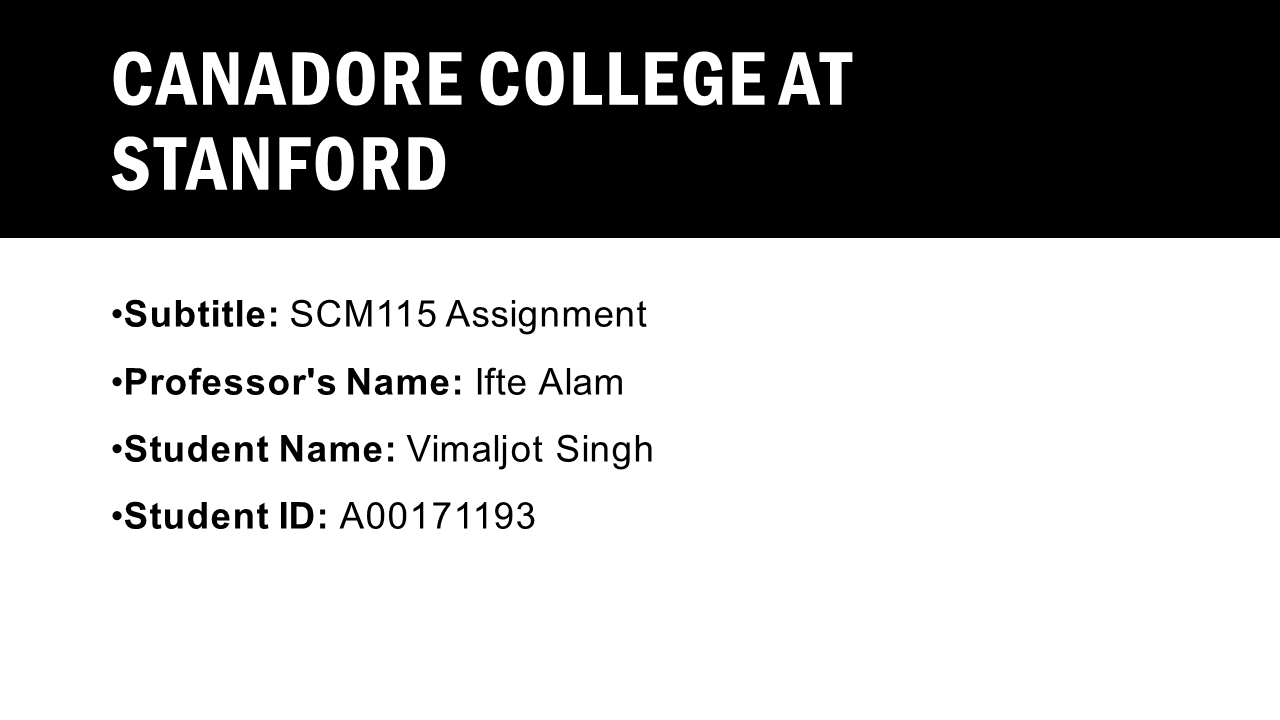 CANADORE COLLEGE AT
STANFORD
•Subtitle: SCM115 Assignment
•Professor's Name: Ifte Alam
•Student Name: Vimaljot Singh
•Student ID: A00171193